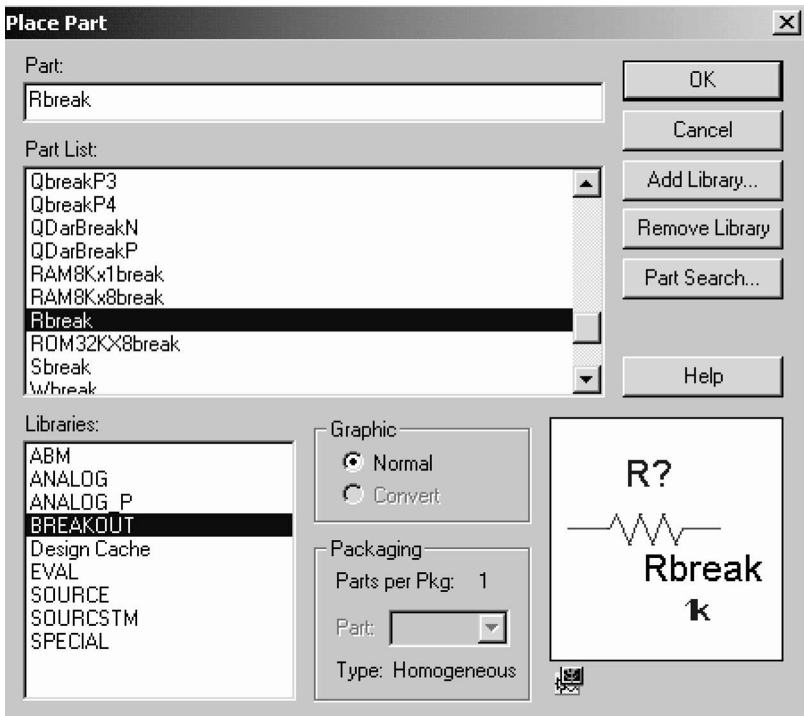 Place Part
Part:
Rbreak
OK
Cancel
Part List:
QbreakP3
QbreakP4
QDarBreakN
QDarBreakP
RAM8Kx1break
RAM8Kx8break
Rbreak
ROM32KX8break
Sbreak
Wbreak
Add Library...
Remove Library
Part Search...
Help
Libraries:
ABM
ANALOG
ANALOG_P
BREAKOUT
Design Cache
EVAL
SOURCE
SOURCSTM
SPECIAL
Graphic
Normal
Convert
Packaging
Parts per Pkg: 1
Part:
Type: Homogeneous
R?
Rbreak
1k